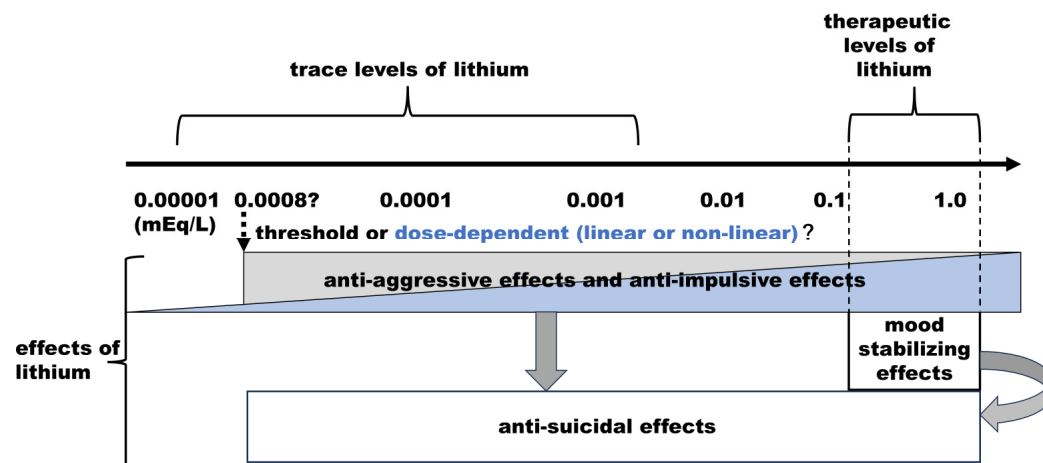 therapeutic
levels of
lithium
trace levels of lithium
0.00001 0.0008? 0.0001 0.001 0.01 0.1 1.0
(mEq/L)
threshold or dose-dependent (linear or non-linear) ?
anti-aggressive effects and anti-impulsive effects
effects of
lithium
mood
stabilizing
effects
anti-suicidal effects